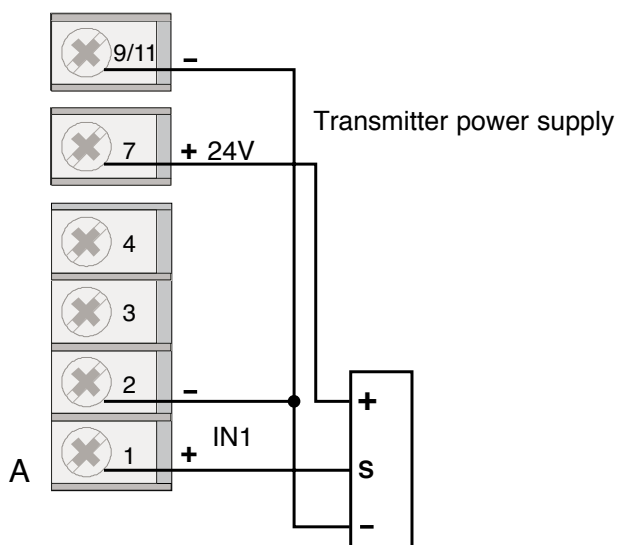 9/11 –
Transmitter power supply
7 + 24V
4
3
2 –
+
IN1
A 1 + S
–